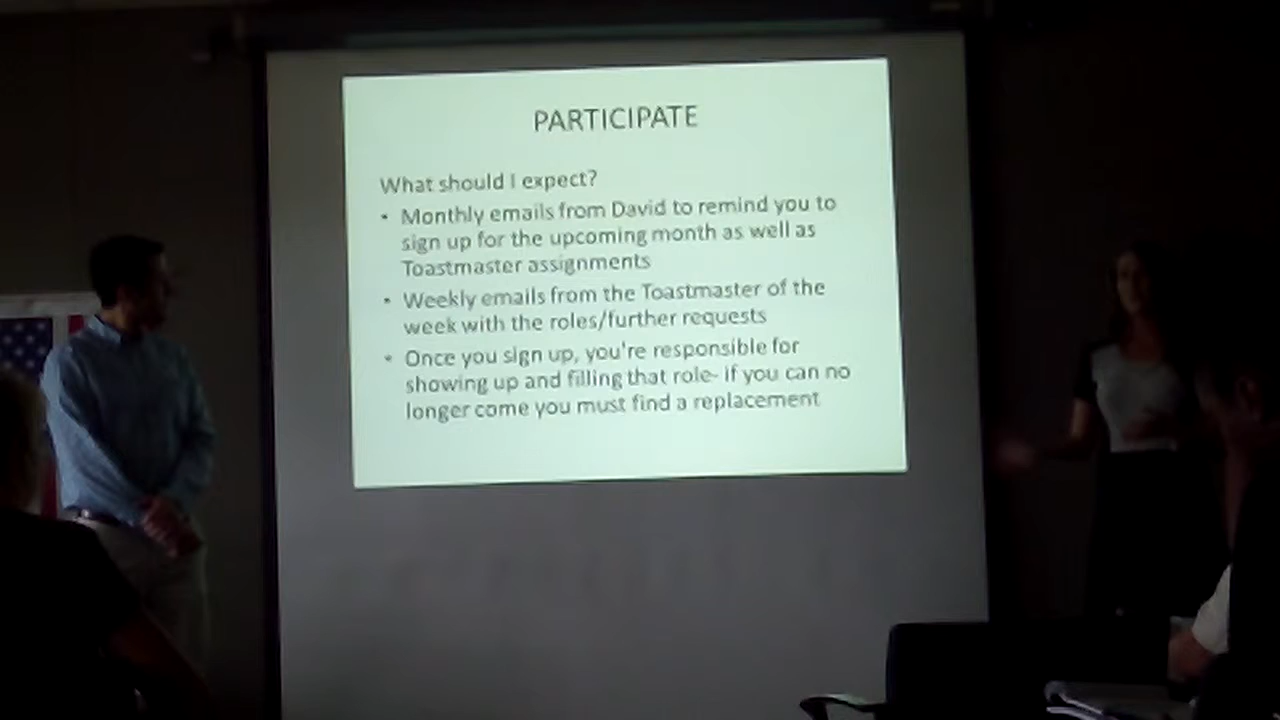 PARTICIPATE
What should I expect?
• Monthly emails from David to remind you to
sign up for the upcoming month as well as
Toastmaster assignments
• Weekly emails from the Toastmaster of the
week with the roles/further requests
• Once you sign up, you're responsible for
showing up and filling that role- if you can no
longer come you must find a replacement